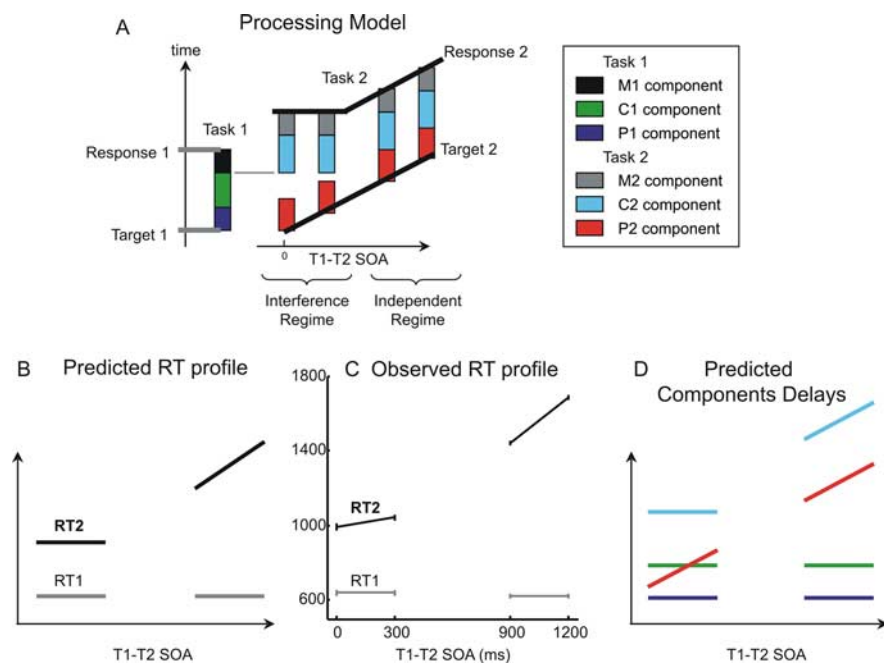 A
Processing Model
time
Task 1
Response 1
Target 1
Task 2
Response 2
Target 2
0
T1-T2 SOA
Interference
Regime
Independent
Regime
Task 1
M1 component
C1 component
P1 component
Task 2
M2 component
C2 component
P2 component
B
Predicted RT profile
RT2
RT1
T1-T2 SOA
C
Observed RT profile
1800
1400
1000
600
RT2
RT1
0
300
900
1200
T1-T2 SOA (ms)
D
Predicted
Components Delays
T1-T2 SOA